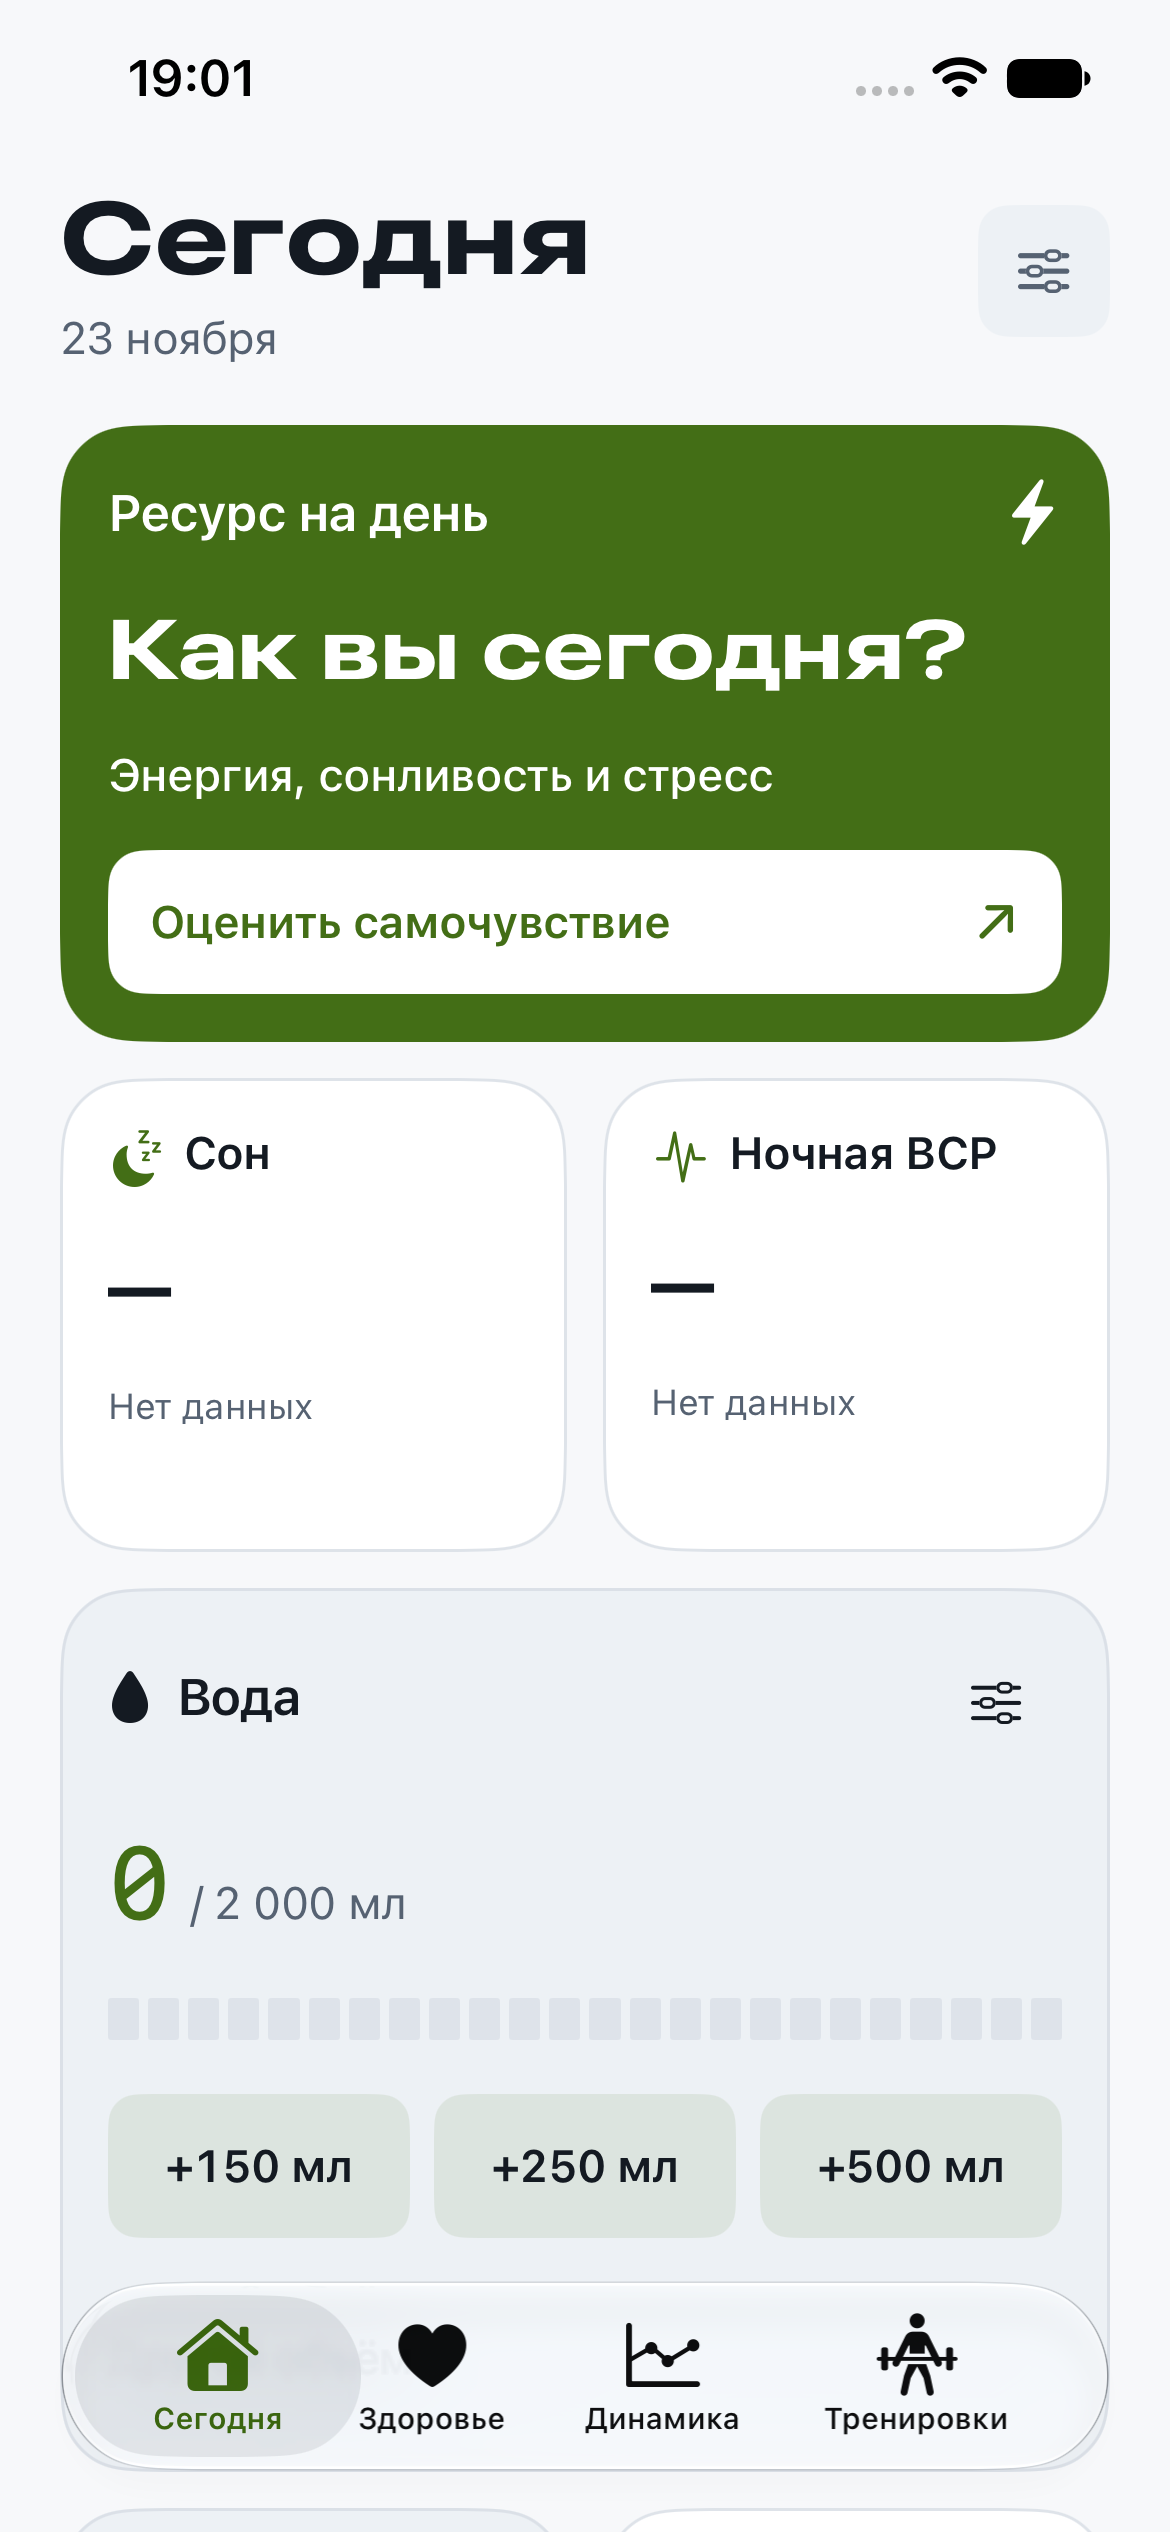 19:01
Сегодня
23 ноября
Ресурс на день
Как вы сегодня?
Энергия, сонливость и стресс
Оценить самочувствие
Сон
Ночная ВСР
—
—
Нет данных
Нет данных
Вода
0 / 2 000 мл
+150 мл
+250 мл
+500 мл
Сегодня
Здоровье
Динамика
Тренировки